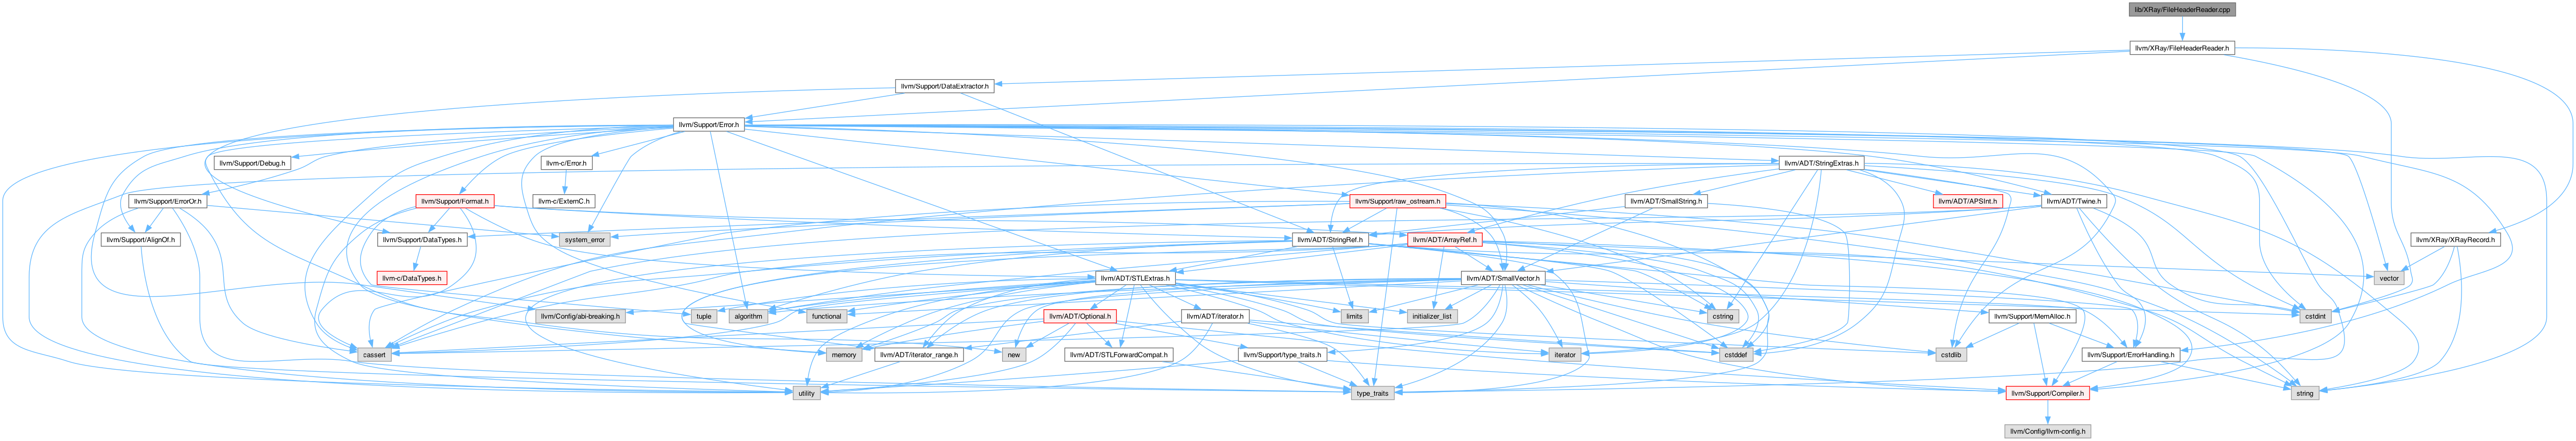 lib/XRay/FileHeaderReader.cpp
llvm/XRay/FileHeaderReader.h
llvm/Support/DataExtractor.h
llvm/Support/Error.h
llvm/Support/Debug.h
llvm-c/Error.h
llvm/ADT/StringExtras.h
llvm/Support/ErrorOr.h
llvm/Support/Format.h
llvm-c/ExternC.h
llvm/Support/raw_ostream.h
llvm/ADT/SmallString.h
llvm/ADT/APSInt.h
llvm/ADT/Twine.h
llvm/Support/AlignOf.h
llvm/Support/DataTypes.h
system_error
llvm/ADT/StringRef.h
llvm/ADT/ArrayRef.h
llvm/XRay/XRayRecord.h
llvm-c/DataTypes.h
llvm/ADT/STLExtras.h
llvm/ADT/SmallVector.h
vector
llvm/Config/abi-breaking.h
tuple
algorithm
functional
llvm/ADT/Optional.h
llvm/ADT/iterator.h
limits
initializer_list
cstring
llvm/Support/MemAlloc.h
cstdint
cassert
memory
llvm/ADT/iterator_range.h
new
llvm/ADT/STLForwardCompat.h
llvm/Support/type_traits.h
iterator
cstddef
cstdlib
llvm/Support/ErrorHandling.h
utility
type_traits
llvm/Support/Compiler.h
string
llvm/Config/llvm-config.h